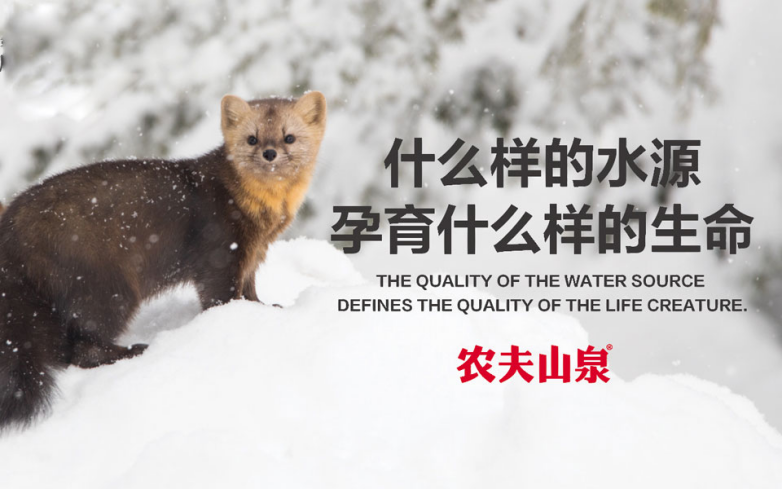 什么样的水源
孕育什么样的生命
THE QUALITY OF THE WATER SOURCE
DEFINES THE QUALITY OF THE LIFE CREATURE.
农夫山泉®